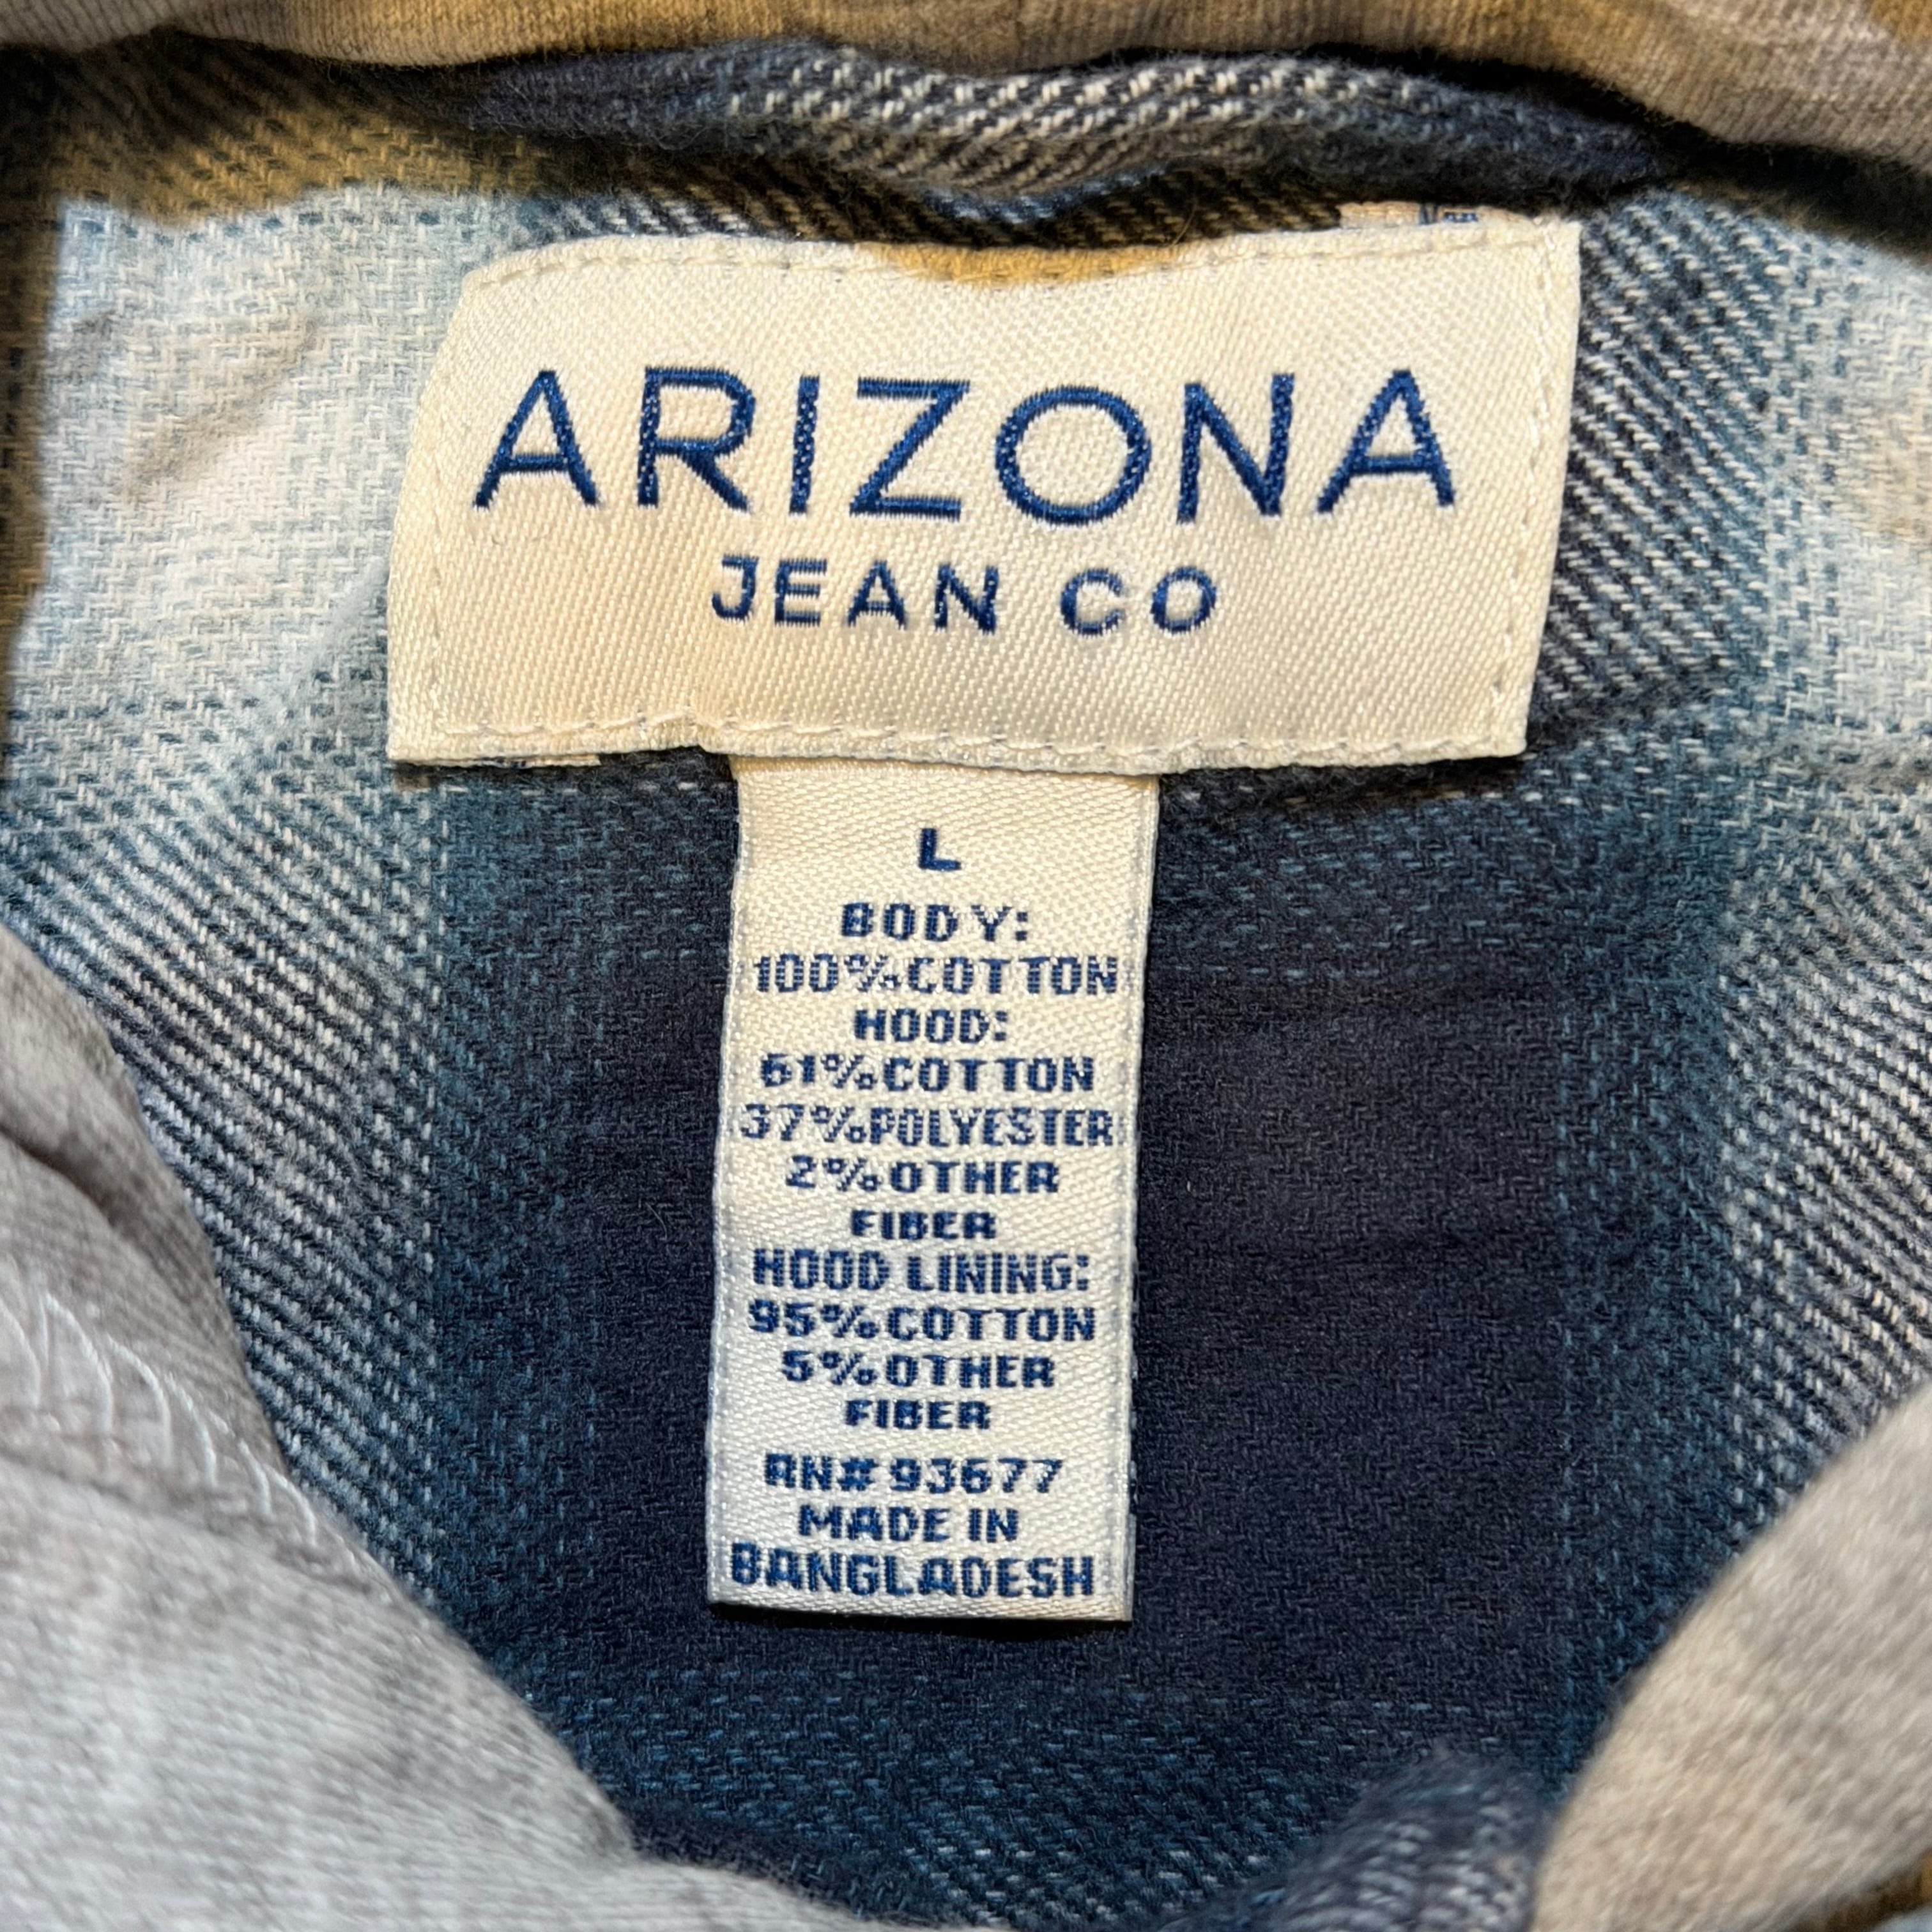 ARIZONA
JEAN CO
L
BODY:
100%COTTON
HOOD:
61%COTTON
37%POLYESTER
2%OTHER
FIBER
HOOD LINING:
95%COTTON
5%OTHER
FIBER
RN#93677
MADE IN
BANGLADESH